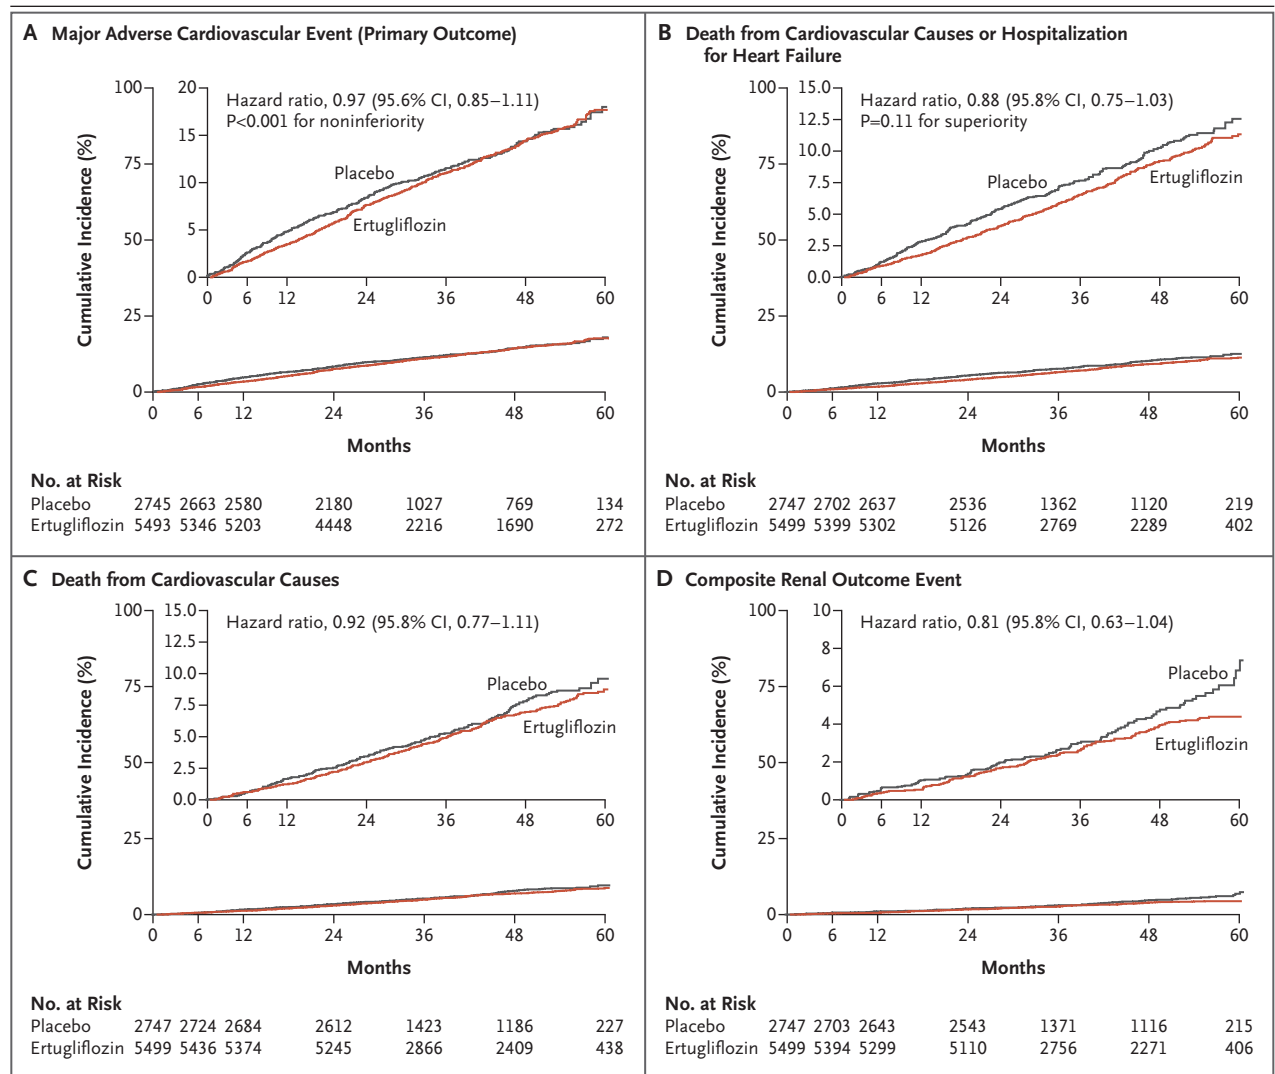 A Major Adverse Cardiovascular Event (Primary Outcome)
Cumulative Incidence (%)
100
75
50
25
0
20
15
10
5
0
Hazard ratio, 0.97 (95.6% CI, 0.85–1.11)
P<0.001 for noninferiority
Placebo
Ertugliflozin
0 6 12 24 36 48 60
0 6 12 24 36 48 60
Months
No. at Risk
Placebo 2745 2663 2580 2180 1027 769 134
Ertugliflozin 5493 5346 5203 4448 2216 1690 272
B Death from Cardiovascular Causes or Hospitalization
for Heart Failure
Cumulative Incidence (%)
100
75
50
25
0
15.0
12.5
10.0
7.5
5.0
2.5
0.0
Hazard ratio, 0.88 (95.8% CI, 0.75–1.03)
P=0.11 for superiority
Placebo
Ertugliflozin
0 6 12 24 36 48 60
0 6 12 24 36 48 60
Months
No. at Risk
Placebo 2747 2702 2637 2536 1362 1120 219
Ertugliflozin 5499 5399 5302 5126 2769 2289 402
C Death from Cardiovascular Causes
Cumulative Incidence (%)
100
75
50
25
0
15.0
12.5
10.0
7.5
5.0
2.5
0.0
Hazard ratio, 0.92 (95.8% CI, 0.77–1.11)
Placebo
Ertugliflozin
0 6 12 24 36 48 60
0 6 12 24 36 48 60
Months
No. at Risk
Placebo 2747 2724 2684 2612 1423 1186 227
Ertugliflozin 5499 5436 5374 5245 2866 2409 438
D Composite Renal Outcome Event
Cumulative Incidence (%)
100
75
50
25
0
10
8
6
4
2
0
Hazard ratio, 0.81 (95.8% CI, 0.63–1.04)
Placebo
Ertugliflozin
0 6 12 24 36 48 60
0 6 12 24 36 48 60
Months
No. at Risk
Placebo 2747 2703 2643 2543 1371 1116 215
Ertugliflozin 5499 5394 5299 5110 2756 2271 406